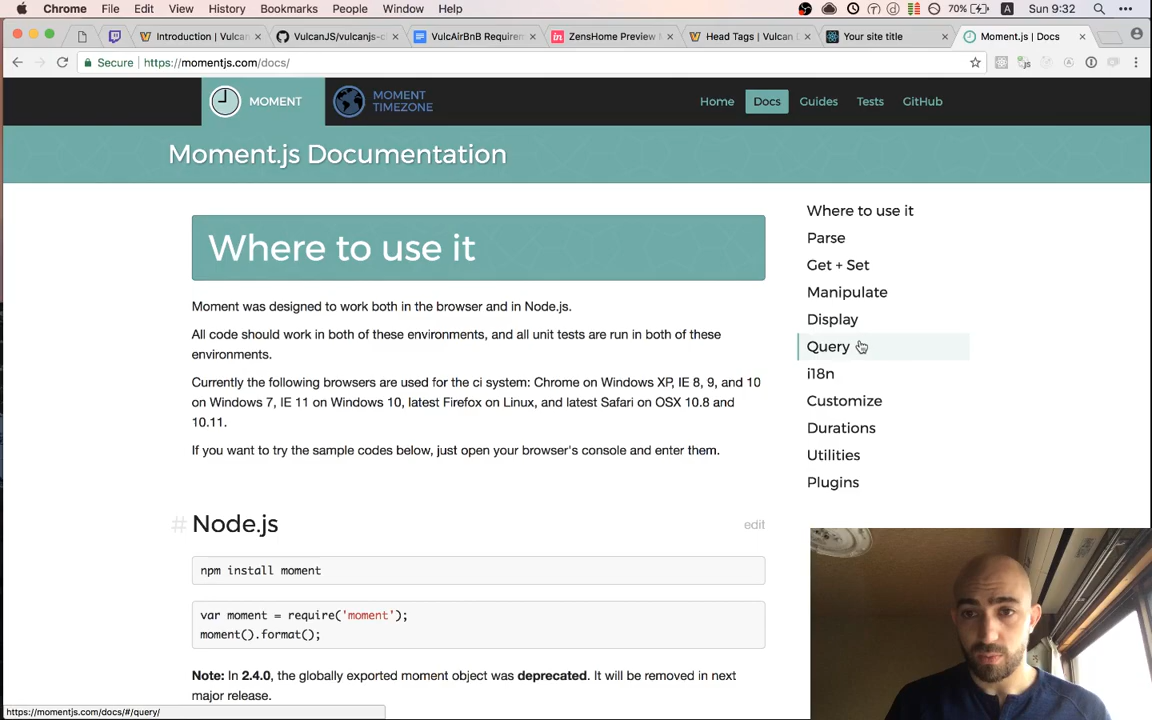 Chrome File Edit View History Bookmarks People Window Help 70% A Sun 9:32
Introduction | Vulcan VulcanJS/vulcanjs-c VulcAirBnB Requirem ZensHome Preview M Head Tags | Vulcan Your site title Moment.js | Docs
Secure https://momentjs.com/docs/
MOMENT
MOMENT
TIMEZONE
Home Docs Guides Tests GitHub
Moment.js Documentation
Where to use it
Moment was designed to work both in the browser and in Node.js.
All code should work in both of these environments, and all unit tests are run in both of these
environments.
Currently the following browsers are used for the ci system: Chrome on Windows XP, IE 8, 9, and 10
on Windows 7, IE 11 on Windows 10, latest Firefox on Linux, and latest Safari on OSX 10.8 and
10.11.
If you want to try the sample codes below, just open your browser's console and enter them.
# Node.js edit
npm install moment
var moment = require('moment');
moment().format();
Note: In 2.4.0, the globally exported moment object was deprecated. It will be removed in next
major release.
Where to use it
Parse
Get + Set
Manipulate
Display
Query
i18n
Customize
Durations
Utilities
Plugins
https://momentjs.com/docs/#/query/